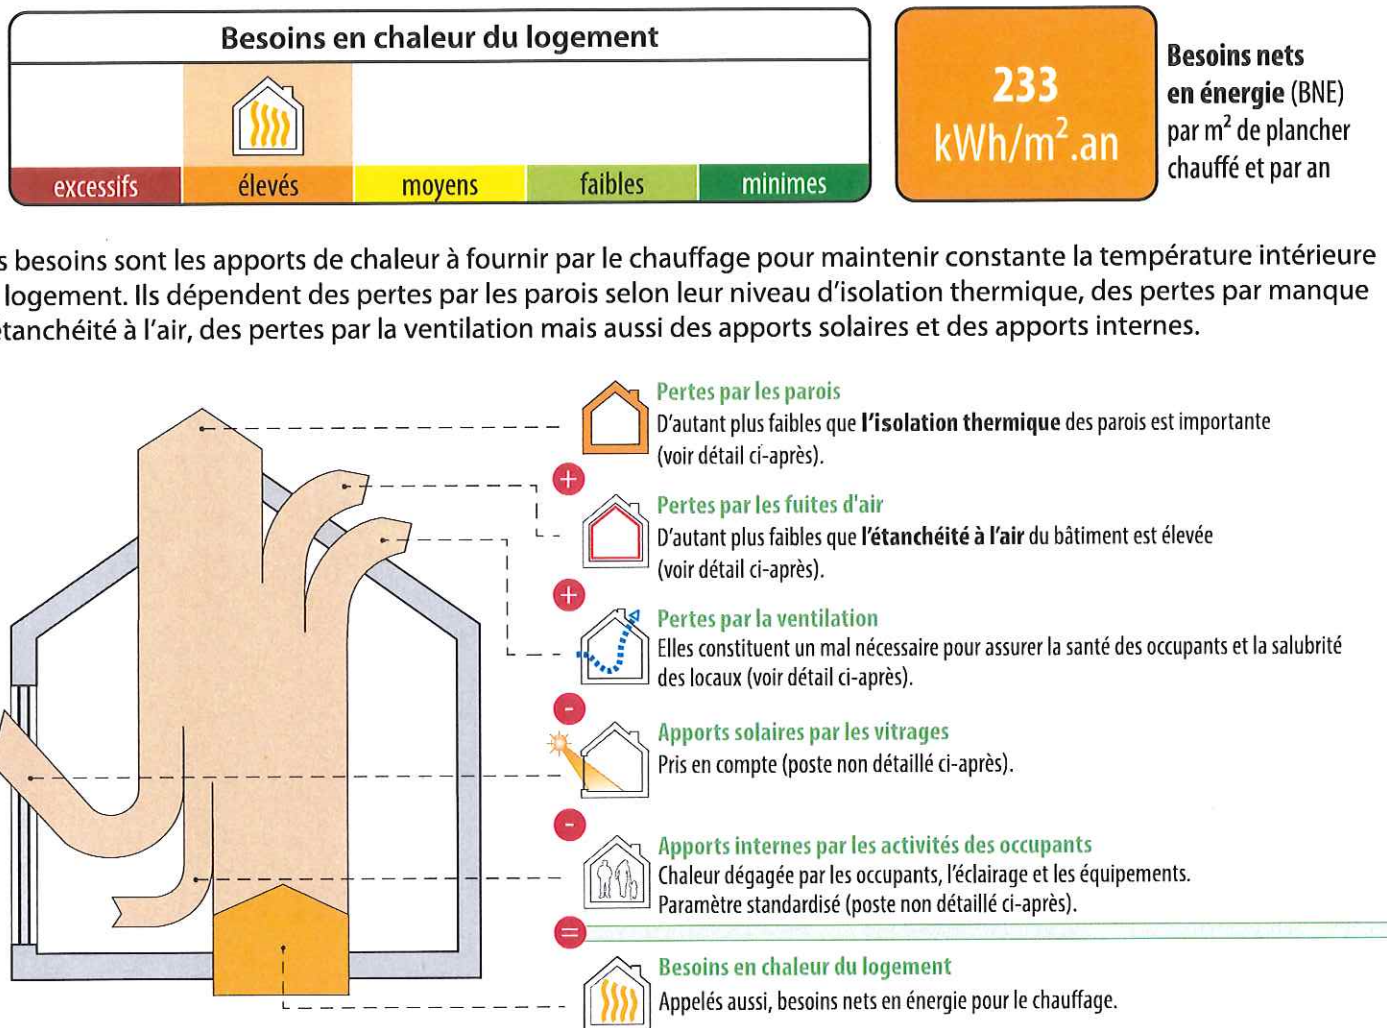 Besoins en chaleur du logement
excessifs élevés moyens faibles minimes
233
kWh/m².an
Besoins nets
en énergie (BNE)
par m² de plancher
chauffé et par an
besoins sont les apports de chaleur à fournir par le chauffage pour maintenir constante la température intérieure
logement. Ils dépendent des pertes par les parois selon leur niveau d'isolation thermique, des pertes par manque
étanchéité à l'air, des pertes par la ventilation mais aussi des apports solaires et des apports internes.
Pertes par les parois
D'autant plus faibles que l'isolation thermique des parois est importante
(voir détail ci-après).
+
Pertes par les fuites d'air
D'autant plus faibles que l'étanchéité à l'air du bâtiment est élevée
(voir détail ci-après).
+
Pertes par la ventilation
Elles constituent un mal nécessaire pour assurer la santé des occupants et la salubrité
des locaux (voir détail ci-après).
-
Apports solaires par les vitrages
Pris en compte (poste non détaillé ci-après).
-
Apports internes par les activités des occupants
Chaleur dégagée par les occupants, l'éclairage et les équipements.
Paramètre standardisé (poste non détaillé ci-après).
=
Besoins en chaleur du logement
Appelés aussi, besoins nets en énergie pour le chauffage.